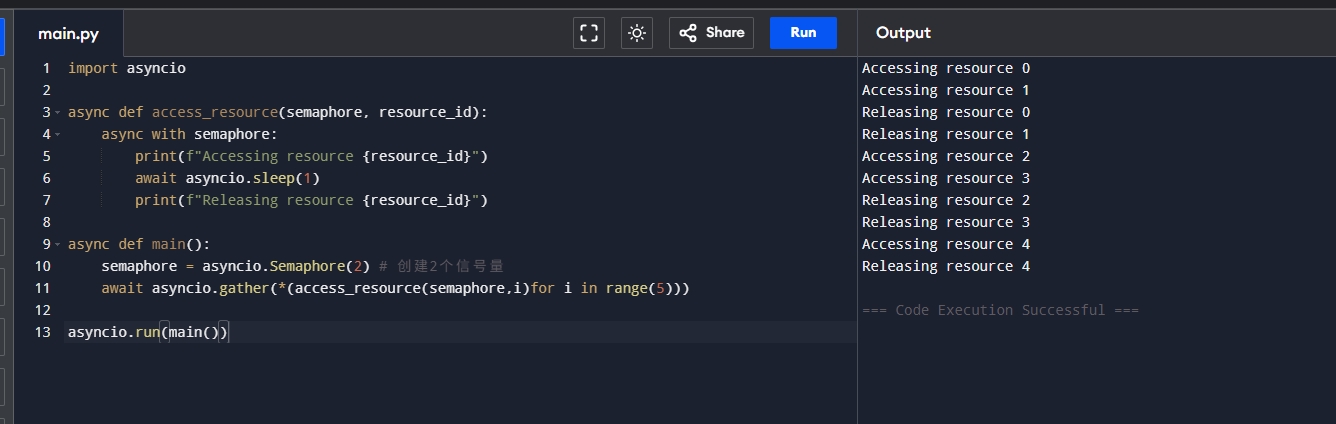 main.py
Share
Run
Output
1 import asyncio
2
3 async def access_resource(semaphore, resource_id):
4     async with semaphore:
5         print(f"Accessing resource {resource_id}")
6         await asyncio.sleep(1)
7         print(f"Releasing resource {resource_id}")
8
9 async def main():
10     semaphore = asyncio.Semaphore(2) # 创建2个信号量
11     await asyncio.gather(*(access_resource(semaphore,i)for i in range(5)))
12
13 asyncio.run(main())
Accessing resource 0
Accessing resource 1
Releasing resource 0
Releasing resource 1
Accessing resource 2
Accessing resource 3
Releasing resource 2
Releasing resource 3
Accessing resource 4
Releasing resource 4
=== Code Execution Successful ===